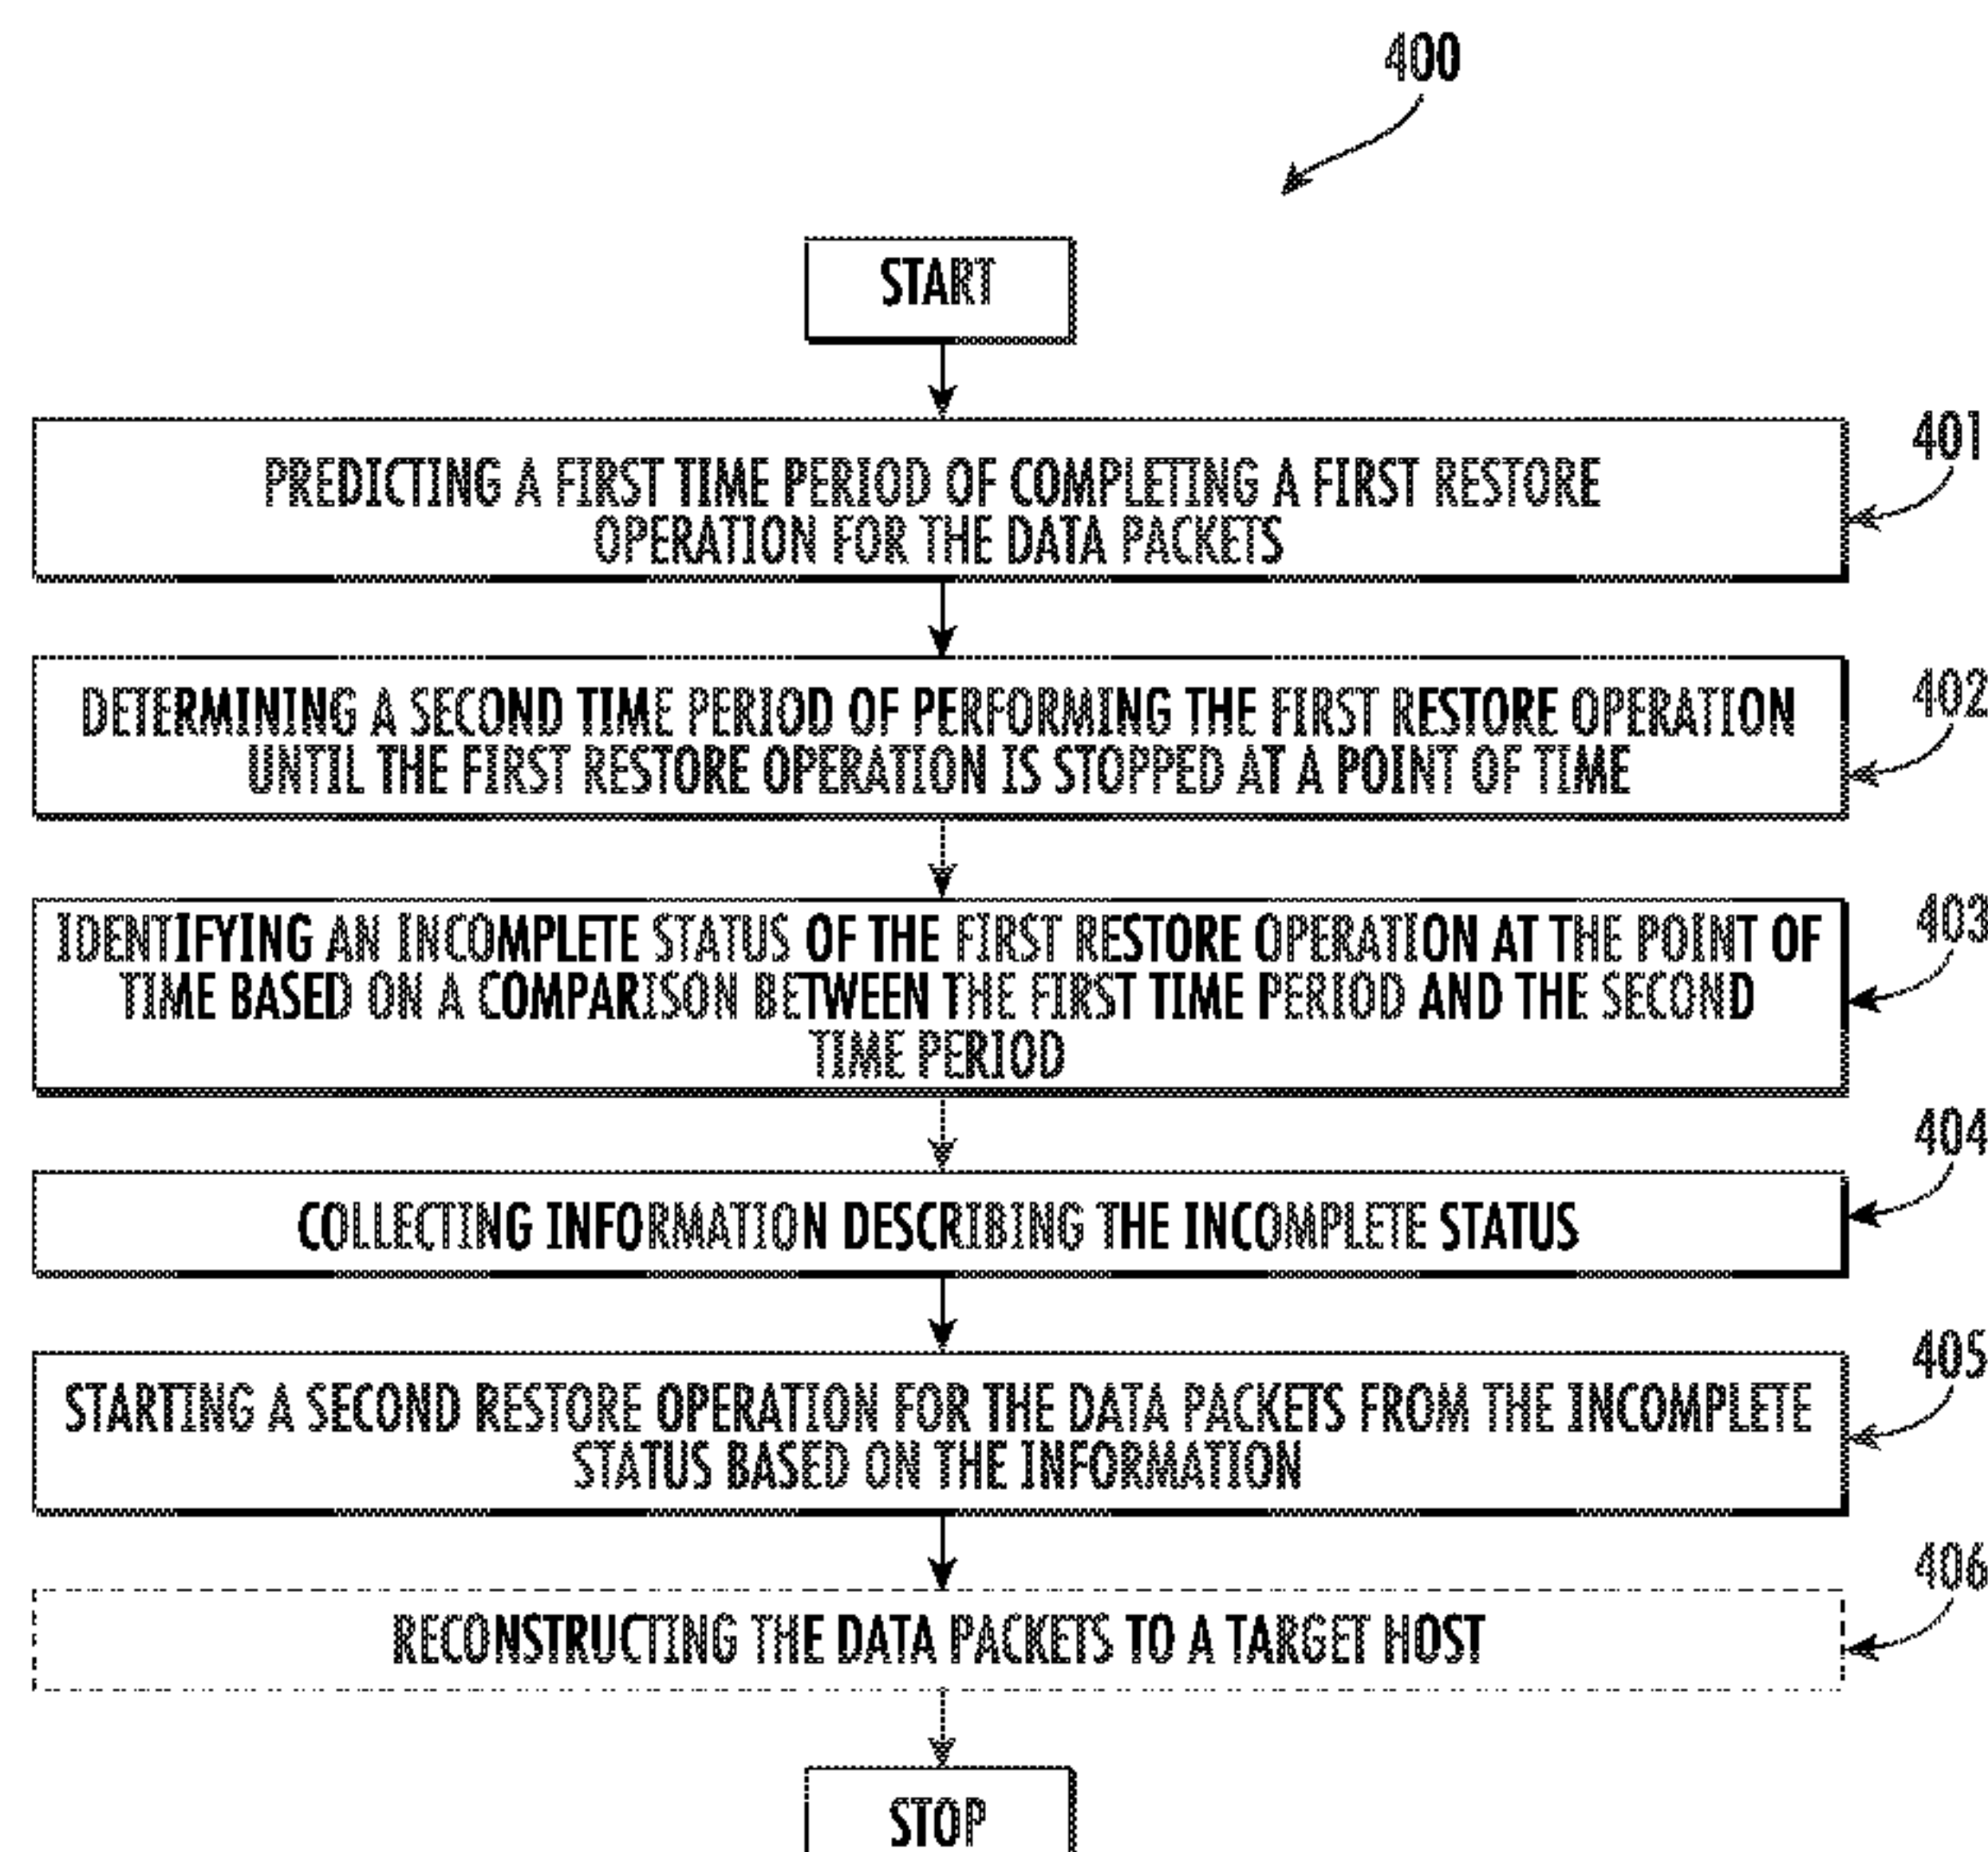 400
START
PREDICTING A FIRST TIME PERIOD OF COMPLETING A FIRST RESTORE
OPERATION FOR THE DATA PACKETS
401
DETERMINING A SECOND TIME PERIOD OF PERFORMING THE FIRST RESTORE OPERATION
UNTIL THE FIRST RESTORE OPERATION IS STOPPED AT A POINT OF TIME
402
IDENTIFYING AN INCOMPLETE STATUS OF THE FIRST RESTORE OPERATION AT THE POINT OF
TIME BASED ON A COMPARISON BETWEEN THE FIRST TIME PERIOD AND THE SECOND
TIME PERIOD
403
COLLECTING INFORMATION DESCRIBING THE INCOMPLETE STATUS
404
STARTING A SECOND RESTORE OPERATION FOR THE DATA PACKETS FROM THE INCOMPLETE
STATUS BASED ON THE INFORMATION
405
RECONSTRUCTING THE DATA PACKETS TO A TARGET HOST
406
STOP